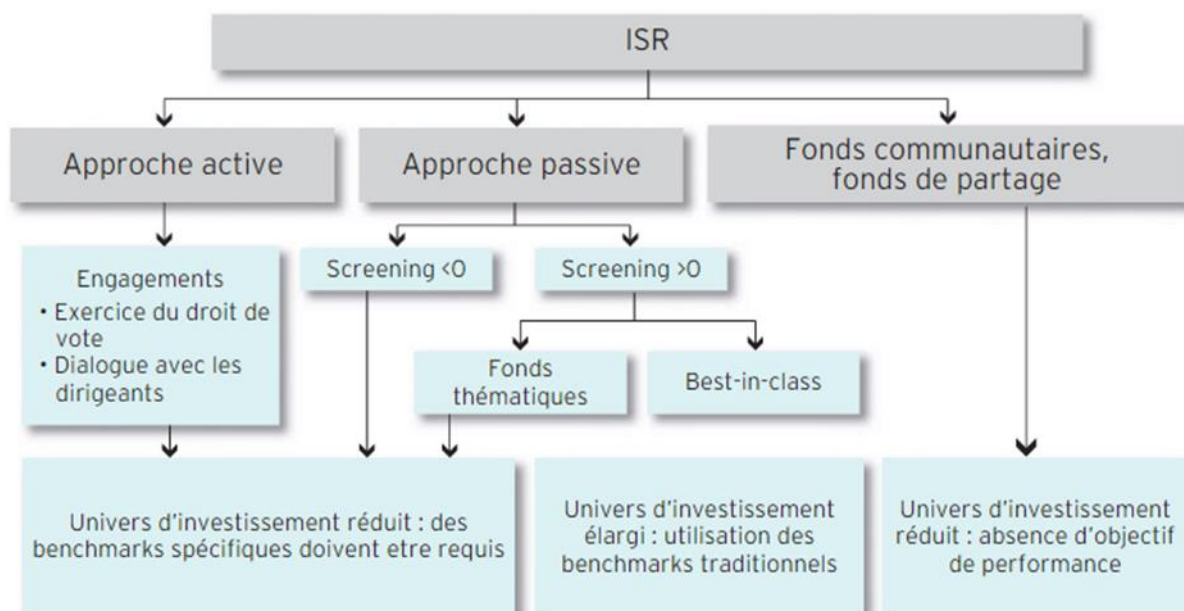 ISR
Approche active
Approche passive
Fonds communautaires,
fonds de partage
Engagements
• Exercice du droit de
vote
• Dialogue avec les
dirigeants
Screening <0
Screening >0
Fonds
thématiques
Best-in-class
Univers d'investissement réduit : des
benchmarks spécifiques doivent etre requis
Univers d'investissement
élargi : utilisation des
benchmarks traditionnels
Univers d'investissement
réduit : absence d'objectif
de performance